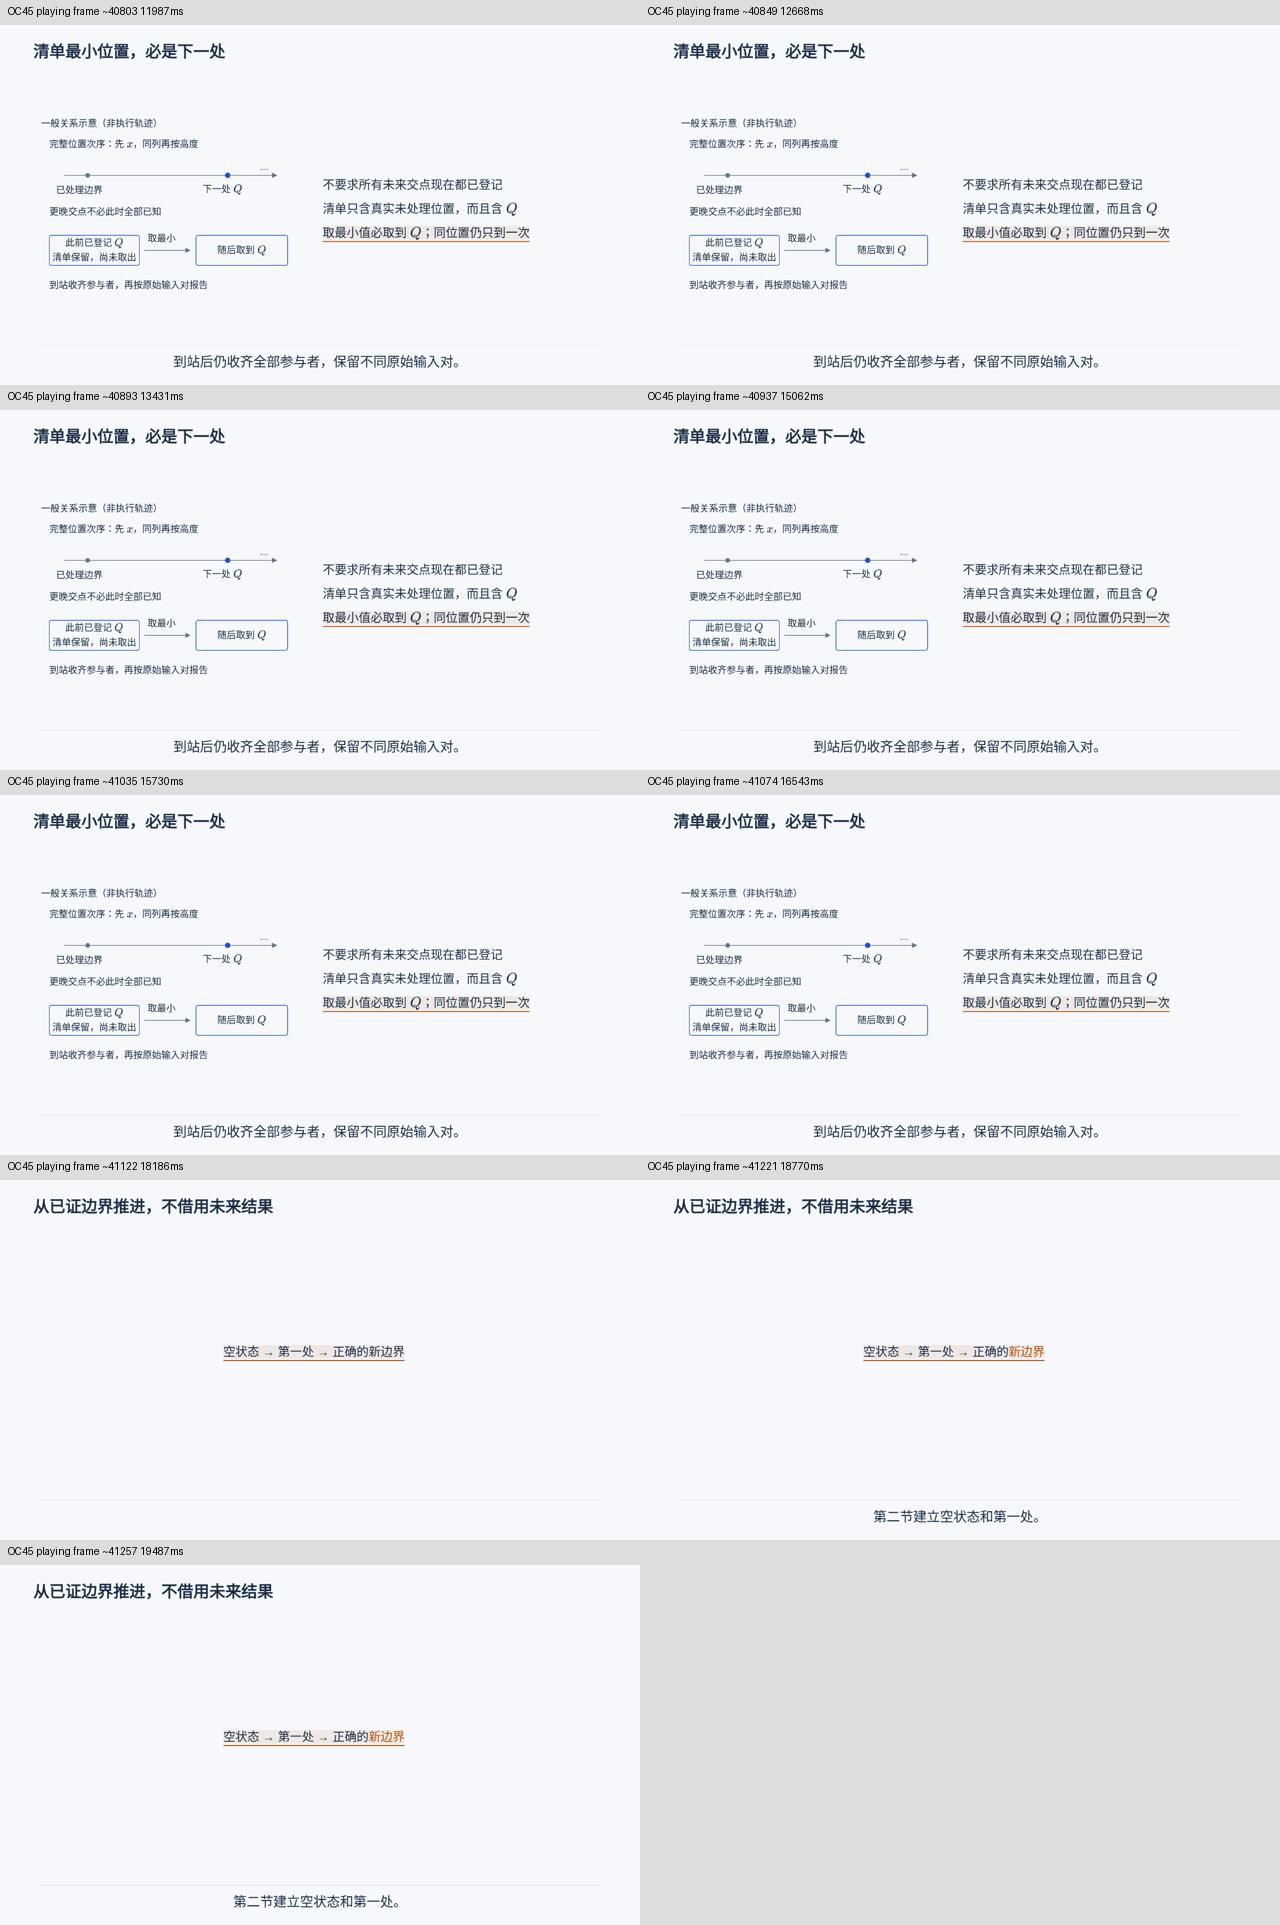 OC45 playing frame ~40803 11987ms
清单最小位置，必是下一处
一般关系示意（非执行轨迹）
完整位置次序：先 x，同列再按高度
...
已处理边界
下一处 Q
更晚交点不必此时全部已知
此前已登记 Q
清单保留，尚未取出
取最小
随后取到 Q
到站收齐参与者，再按原始输入对报告
不要求所有未来交点现在都已登记
清单只含真实未处理位置，而且含 Q
取最小值必取到 Q；同位置仍只到一次
到站后仍收齐全部参与者，保留不同原始输入对。
OC45 playing frame ~40849 12668ms
清单最小位置，必是下一处
一般关系示意（非执行轨迹）
完整位置次序：先 x，同列再按高度
...
已处理边界
下一处 Q
更晚交点不必此时全部已知
此前已登记 Q
清单保留，尚未取出
取最小
随后取到 Q
到站收齐参与者，再按原始输入对报告
不要求所有未来交点现在都已登记
清单只含真实未处理位置，而且含 Q
取最小值必取到 Q；同位置仍只到一次
到站后仍收齐全部参与者，保留不同原始输入对。
OC45 playing frame ~40893 13431ms
清单最小位置，必是下一处
一般关系示意（非执行轨迹）
完整位置次序：先 x，同列再按高度
...
已处理边界
下一处 Q
更晚交点不必此时全部已知
此前已登记 Q
清单保留，尚未取出
取最小
随后取到 Q
到站收齐参与者，再按原始输入对报告
不要求所有未来交点现在都已登记
清单只含真实未处理位置，而且含 Q
取最小值必取到 Q；同位置仍只到一次
到站后仍收齐全部参与者，保留不同原始输入对。
OC45 playing frame ~40937 15062ms
清单最小位置，必是下一处
一般关系示意（非执行轨迹）
完整位置次序：先 x，同列再按高度
...
已处理边界
下一处 Q
更晚交点不必此时全部已知
此前已登记 Q
清单保留，尚未取出
取最小
随后取到 Q
到站收齐参与者，再按原始输入对报告
不要求所有未来交点现在都已登记
清单只含真实未处理位置，而且含 Q
取最小值必取到 Q；同位置仍只到一次
到站后仍收齐全部参与者，保留不同原始输入对。
OC45 playing frame ~41035 15730ms
清单最小位置，必是下一处
一般关系示意（非执行轨迹）
完整位置次序：先 x，同列再按高度
...
已处理边界
下一处 Q
更晚交点不必此时全部已知
此前已登记 Q
清单保留，尚未取出
取最小
随后取到 Q
到站收齐参与者，再按原始输入对报告
不要求所有未来交点现在都已登记
清单只含真实未处理位置，而且含 Q
取最小值必取到 Q；同位置仍只到一次
到站后仍收齐全部参与者，保留不同原始输入对。
OC45 playing frame ~41074 16543ms
清单最小位置，必是下一处
一般关系示意（非执行轨迹）
完整位置次序：先 x，同列再按高度
...
已处理边界
下一处 Q
更晚交点不必此时全部已知
此前已登记 Q
清单保留，尚未取出
取最小
随后取到 Q
到站收齐参与者，再按原始输入对报告
不要求所有未来交点现在都已登记
清单只含真实未处理位置，而且含 Q
取最小值必取到 Q；同位置仍只到一次
到站后仍收齐全部参与者，保留不同原始输入对。
OC45 playing frame ~41122 18186ms
从已证边界推进，不借用未来结果
空状态 → 第一处 → 正确的新边界
OC45 playing frame ~41221 18770ms
从已证边界推进，不借用未来结果
空状态 → 第一处 → 正确的新边界
第二节建立空状态和第一处。
OC45 playing frame ~41257 19487ms
从已证边界推进，不借用未来结果
空状态 → 第一处 → 正确的新边界
第二节建立空状态和第一处。